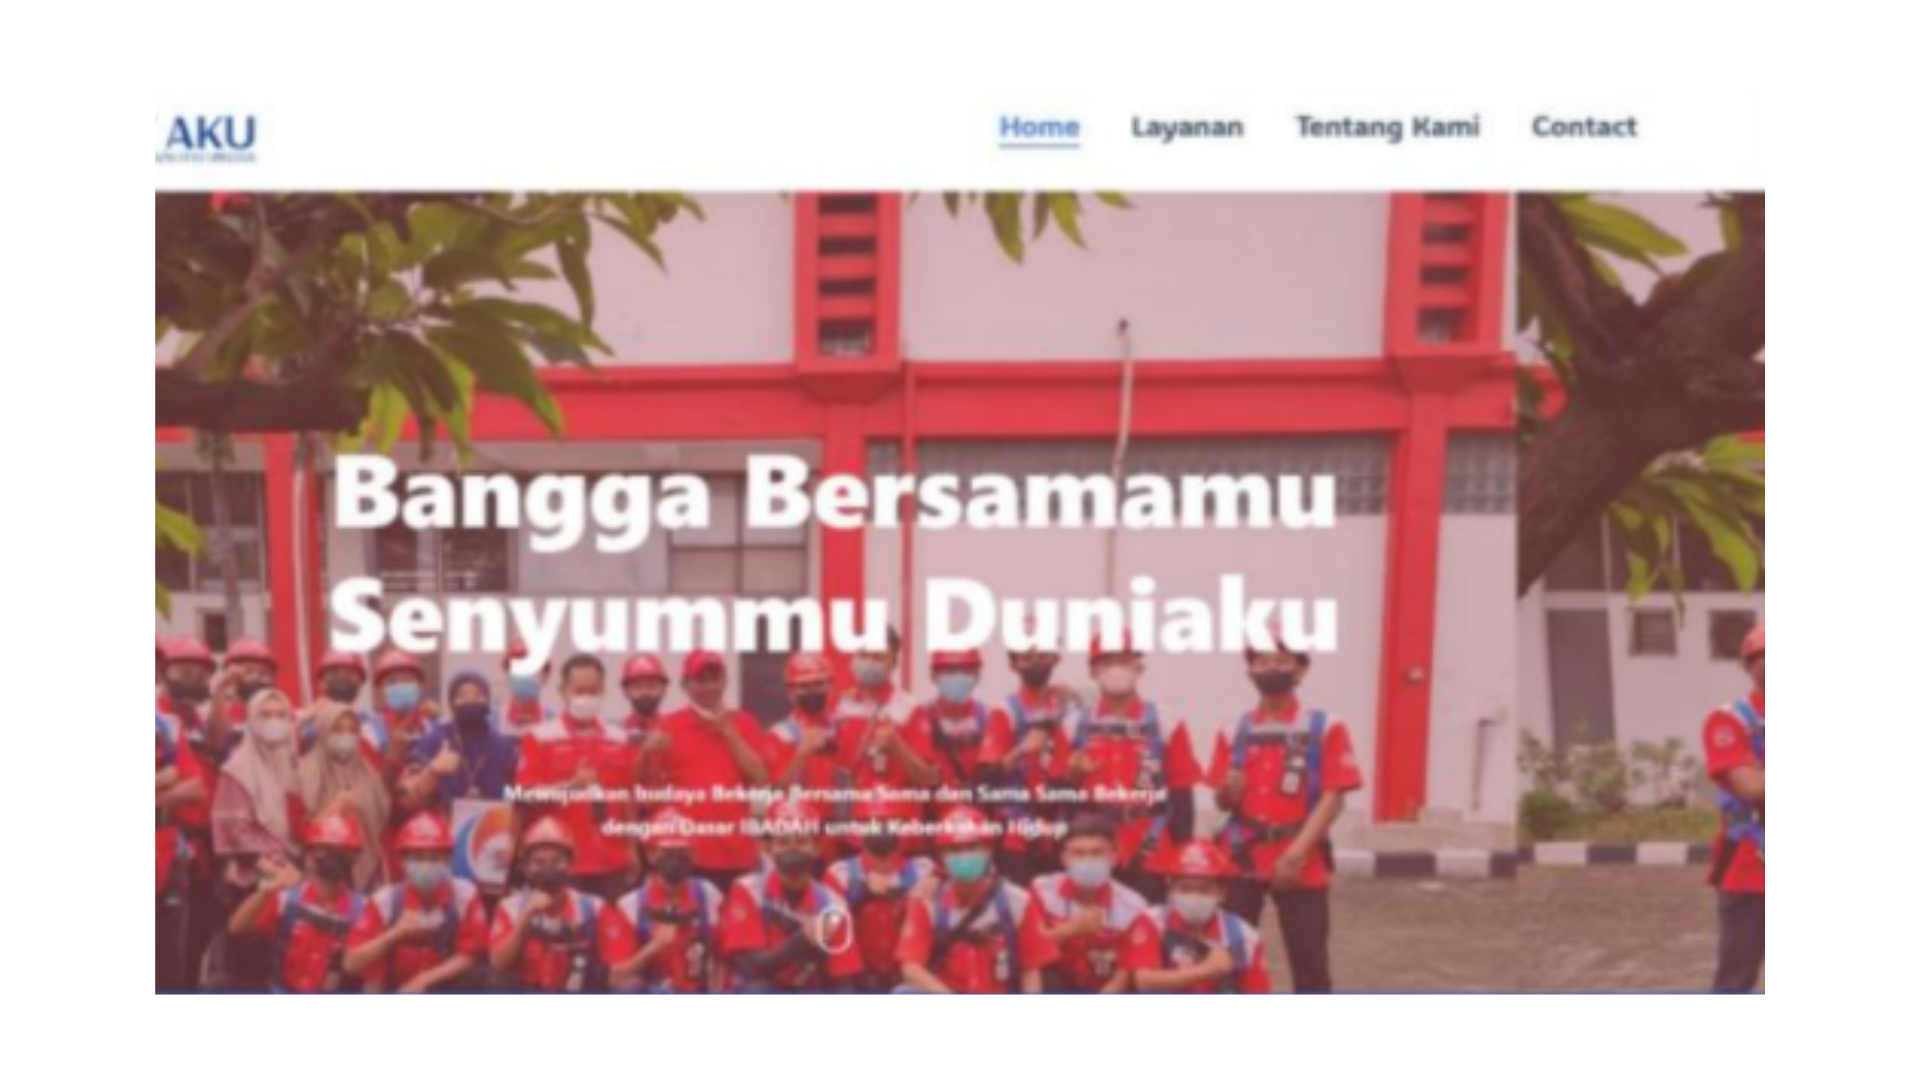 AKU
Home Layanan Tentang Kami Contact
Bangga Bersamamu
Senyummu Duniaku
Mewujudkan budaya Bekerja Bersama Sama dan Sama Sama Bekerja
dengan Dasar IBADAH untuk Keberkahan Hidup